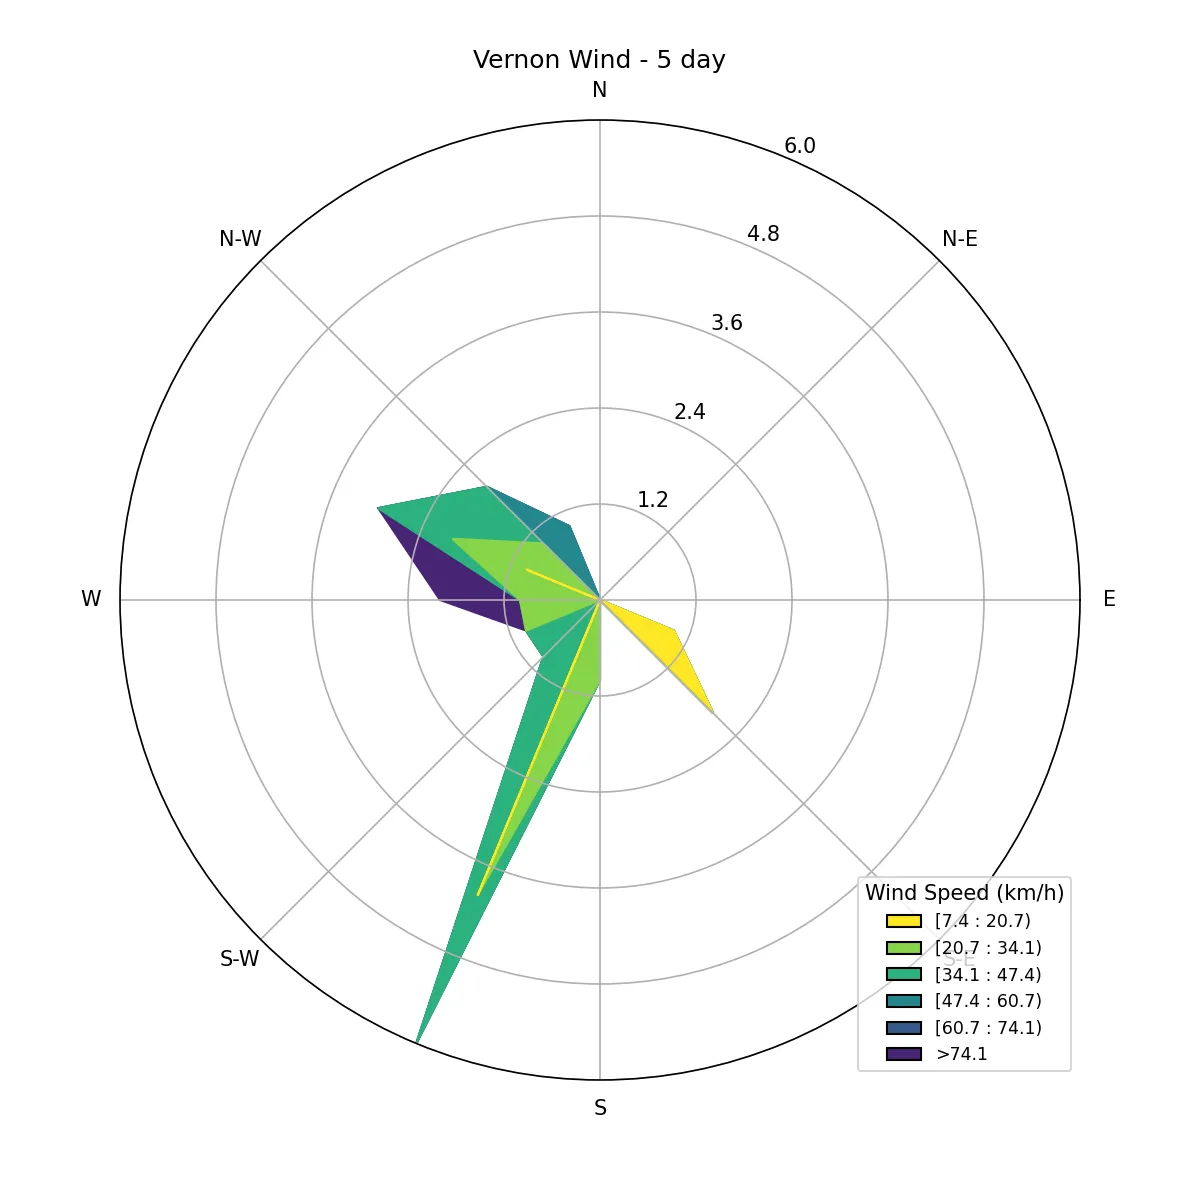 Vernon Wind - 5 day
N
6.0
N-W
4.8
N-E
3.6
2.4
1.2
W
E
S-W
S-E
S
Wind Speed (km/h)
[7.4 : 20.7)
[20.7 : 34.1)
[34.1 : 47.4)
[47.4 : 60.7)
[60.7 : 74.1)
>74.1